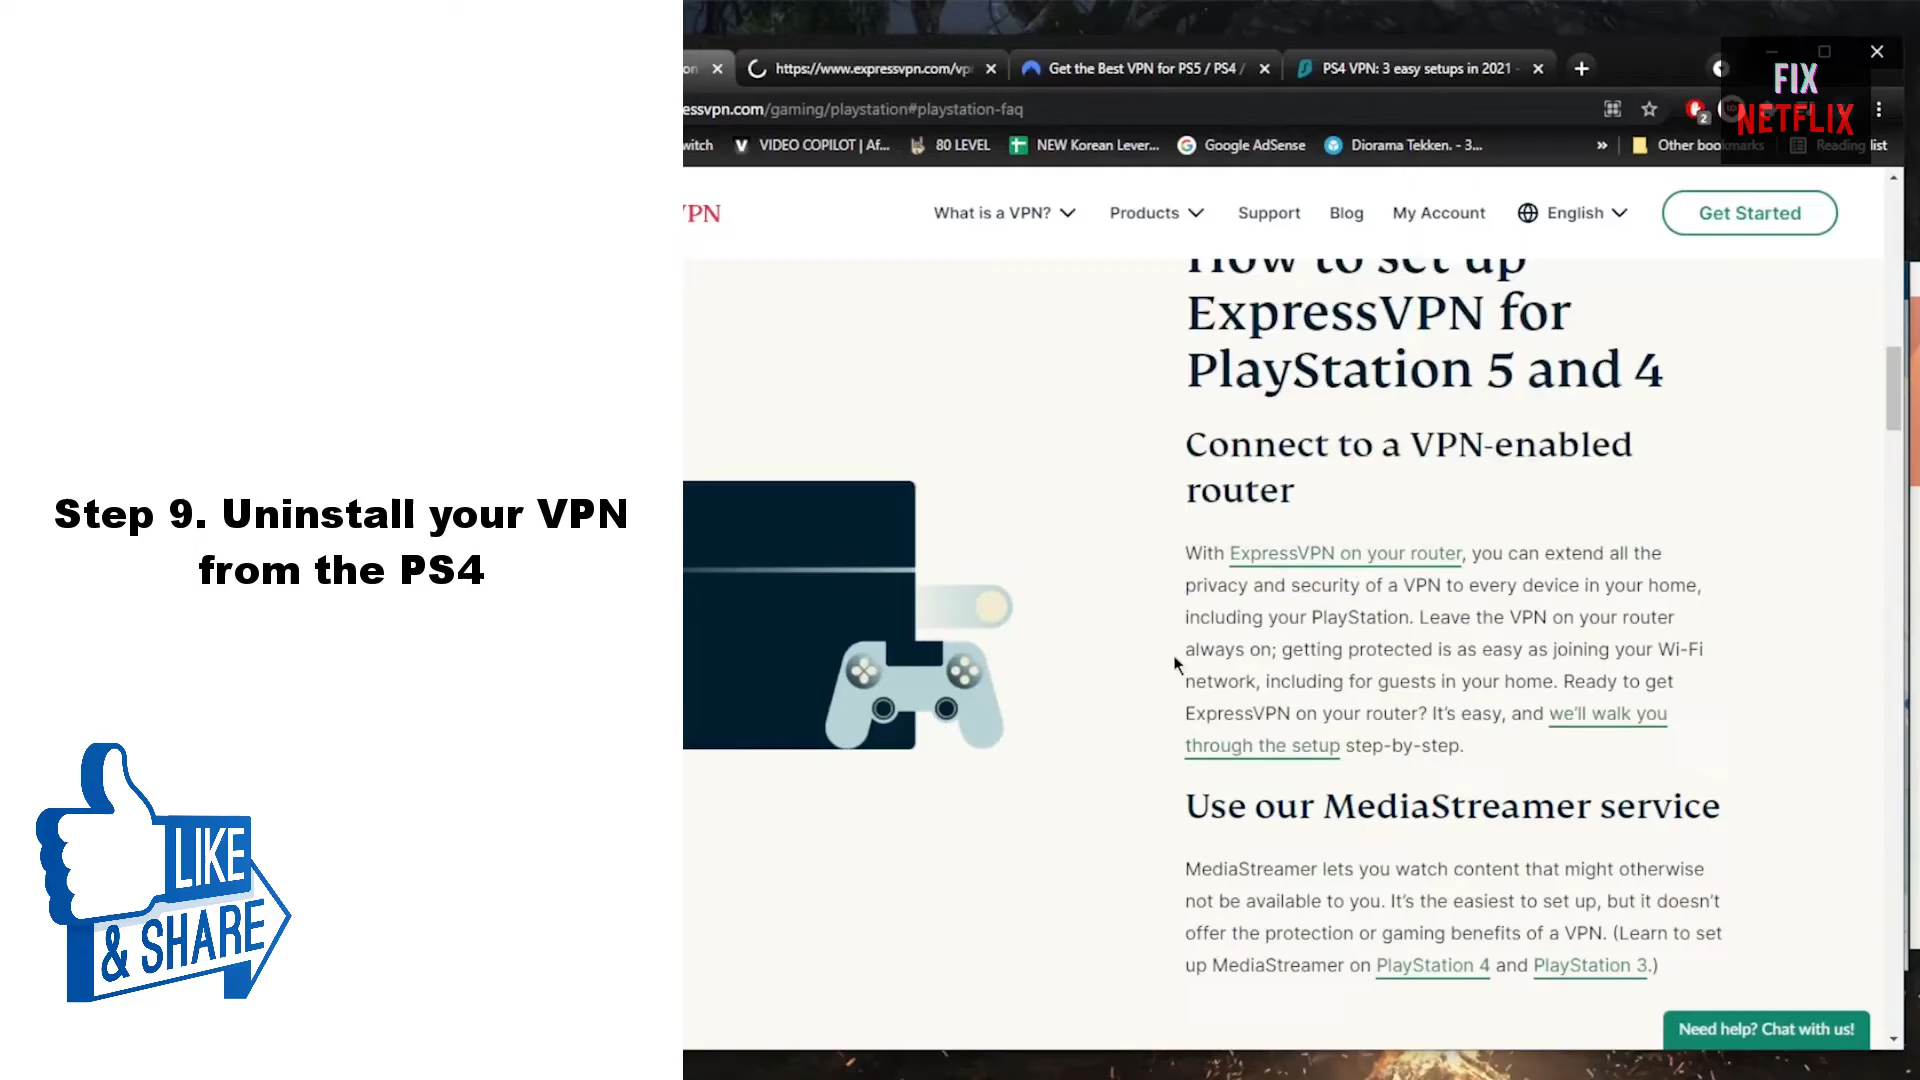 Step 9. Uninstall your VPN
from the PS4
LIKE
& SHARE
on
https://www.expressvpn.com/vp
Get the Best VPN for PS5 / PS4 /
PS4 VPN: 3 easy setups in 2021 -
FIX
NETFLIX
essvpn.com/gaming/playstation#playstation-faq
2
witch
VIDEO COPILOT | Af...
80 LEVEL
NEW Korean Lever...
Google AdSense
Diorama Tekken. - 3...
»
Other bookmarks
Reading list
VPN
What is a VPN?
Products
Support
Blog
My Account
English
Get Started
How to set up
ExpressVPN for
PlayStation 5 and 4
Connect to a VPN-enabled
router
With ExpressVPN on your router, you can extend all the
privacy and security of a VPN to every device in your home,
including your PlayStation. Leave the VPN on your router
always on; getting protected is as easy as joining your Wi-Fi
network, including for guests in your home. Ready to get
ExpressVPN on your router? It's easy, and we'll walk you
through the setup step-by-step.
Use our MediaStreamer service
MediaStreamer lets you watch content that might otherwise
not be available to you. It's the easiest to set up, but it doesn't
offer the protection or gaming benefits of a VPN. (Learn to set
up MediaStreamer on PlayStation 4 and PlayStation 3.)
Need help? Chat with us!